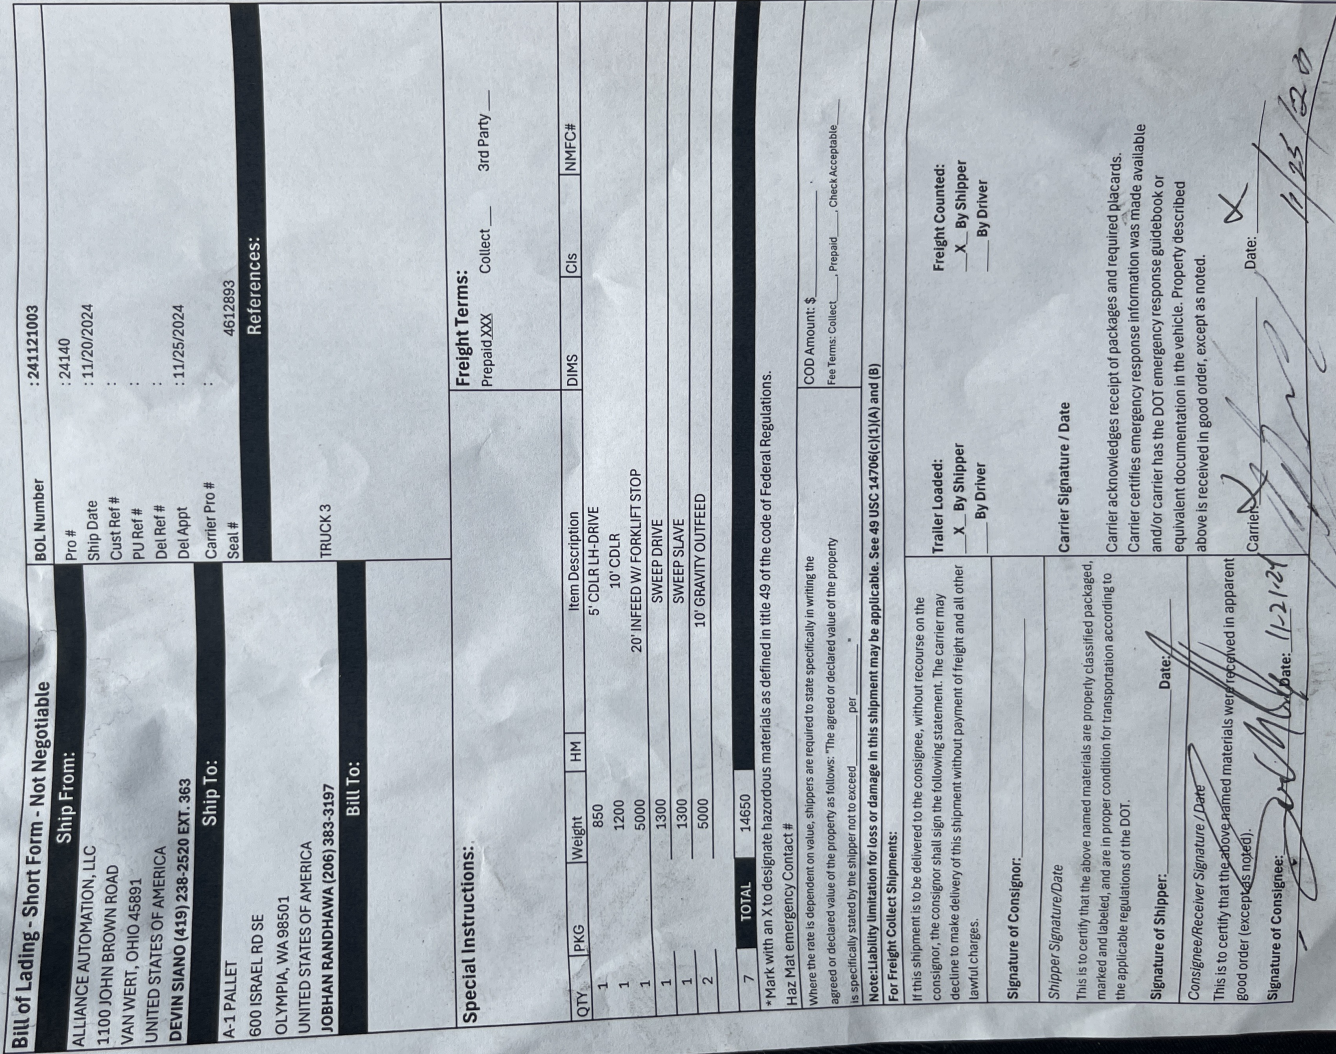 Bill of Lading - Short Form - Not Negotiable
Ship From:
ALLIANCE AUTOMATION, LLC
1100 JOHN BROWN ROAD
VAN WERT, OHIO 45891
UNITED STATES OF AMERICA
DEVIN SIANO (419) 238-2520 EXT. 363
Ship To:
A-1 PALLET
600 ISRAEL RD SE
OLYMPIA, WA 98501
UNITED STATES OF AMERICA
JOBHAN RANDHAWA (206) 383-3197
Bill To:
BOL Number : 241121003
Pro # : 24140
Ship Date : 11/20/2024
Cust Ref # :
PU Ref # :
Del Ref # :
Del Appt : 11/25/2024
Carrier Pro# :
Seal# 4612893
References:
TRUCK 3
Special Instructions:
Freight Terms:
Prepaid XXX Collect __ 3rd Party __
QTY PKG Weight HM Item Description DIMS Cls NMFC#
1 850 5' CDLR LH-DRIVE
1 1200 10' CDLR
1 5000 20' INFEED W/ FORKLIFT STOP
1 1300 SWEEP DRIVE
1 1300 SWEEP SLAVE
2 5000 10' GRAVITY OUTFEED
7 TOTAL 14650
*Mark with an X to designate hazardous materials as defined in title 49 of the code of Federal Regulations.
Haz Mat emergency Contact #
Where the rate is dependent on value, shippers are required to state specifically in writing the
agreed or declared value of the property as follows: "The agreed or declared value of the property
is specifically stated by the shipper not to exceed ______ per ______ "
COD Amount: $ ________ .
Fee Terms: Collect___, Prepaid___, Check Acceptable___
Note:Liability limitation for loss or damage in this shipment may be applicable. See 49 USC 14706(c)(1)(A) and (B)
For Freight Collect Shipments:
If this shipment is to be delivered to the consignee, without recourse on the
consignor, the consignor shall sign the following statement. The carrier may
decline to make delivery of this shipment without payment of freight and all other
lawful charges.
Signature of Consignor: ________
Trailer Loaded:
_X_ By Shipper
___ By Driver
Freight Counted:
_X_ By Shipper
___ By Driver
Shipper Signature/Date
This is to certify that the above named materials are properly classified packaged,
marked and labeled, and are in proper condition for transportation according to
the applicable regulations of the DOT.
Signature of Shipper: ________ Date: ________
Consignee/Receiver Signature / Date
This is to certify that the above named materials were received in apparent
good order (except as noted).
Signature of Consignee: Date: 11-21-24
Carrier Signature / Date
Carrier acknowledges receipt of packages and required placards.
Carrier certifies emergency response information was made available
and/or carrier has the DOT emergency response guidebook or
equivalent documentation in the vehicle. Property described
above is received in good order, except as noted.
Carrier: X Date: X